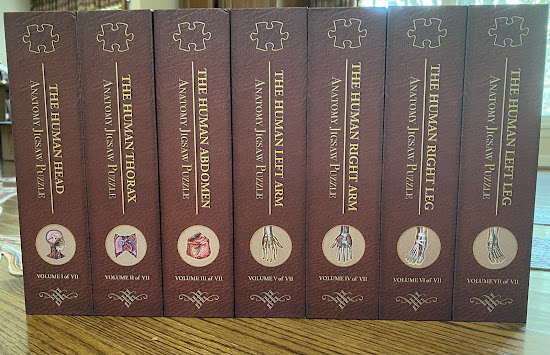 THE HUMAN HEAD
ANATOMY JIGSAW PUZZLE
VOLUME I of VII
THE HUMAN THORAX
ANATOMY JIGSAW PUZZLE
VOLUME II of VII
THE HUMAN ABDOMEN
ANATOMY JIGSAW PUZZLE
VOLUME III of VII
THE HUMAN LEFT ARM
ANATOMY JIGSAW PUZZLE
VOLUME V of VII
THE HUMAN RIGHT ARM
ANATOMY JIGSAW PUZZLE
VOLUME IV of VII
THE HUMAN RIGHT LEG
ANATOMY JIGSAW PUZZLE
VOLUME VI of VII
THE HUMAN LEFT LEG
ANATOMY JIGSAW PUZZLE
VOLUME VII of VII